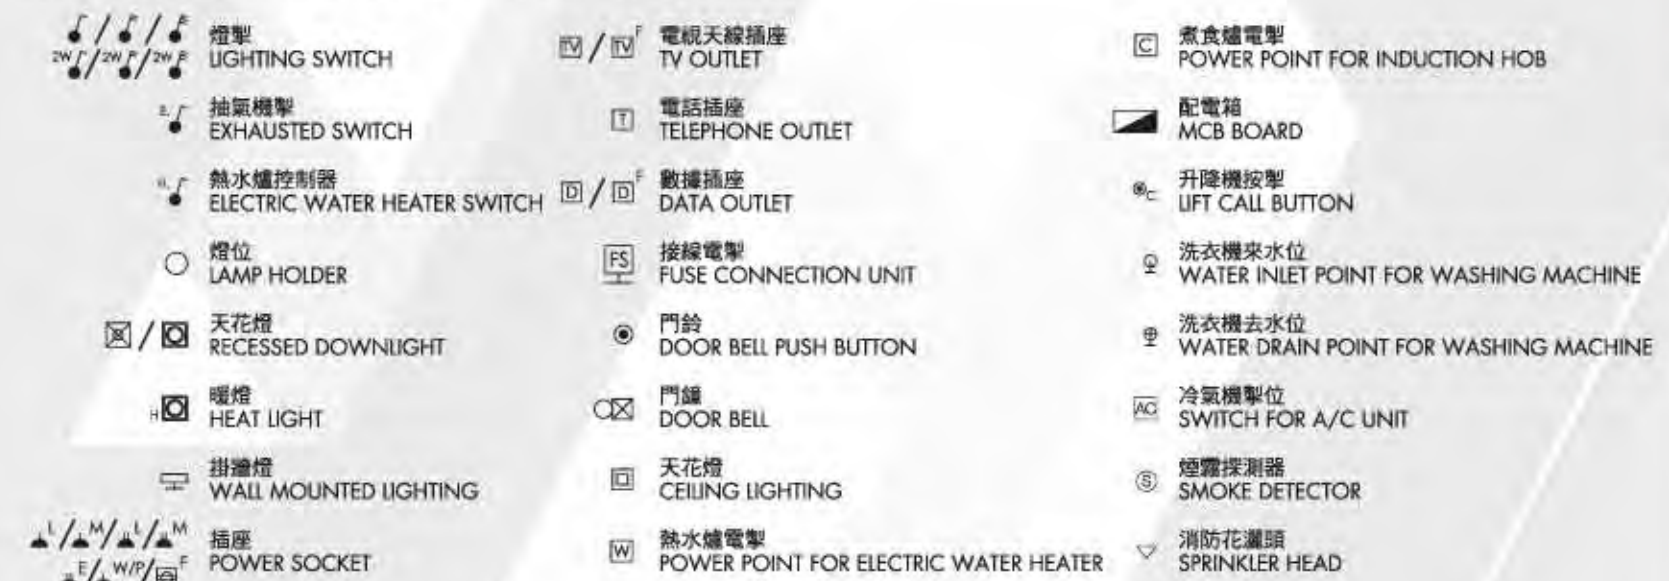 燈掣
LIGHTING SWITCH
2W / 2W / 2W
抽氣機掣
EXHAUSTED SWITCH
熱水爐控制器
ELECTRIC WATER HEATER SWITCH
燈位
LAMP HOLDER
天花燈
RECESSED DOWNLIGHT
H
暖燈
HEAT LIGHT
掛牆燈
WALL MOUNTED LIGHTING
L / M / L / M
插座
POWER SOCKET
E / W/P / F
TV / TV F
電視天線插座
TV OUTLET
T
電話插座
TELEPHONE OUTLET
D / D F
數據插座
DATA OUTLET
FS
接線電掣
FUSE CONNECTION UNIT
門鈴
DOOR BELL PUSH BUTTON
門鐘
DOOR BELL
天花燈
CEILING LIGHTING
W
熱水爐電掣
POWER POINT FOR ELECTRIC WATER HEATER
C
煮食爐電掣
POWER POINT FOR INDUCTION HOB
配電箱
MCB BOARD
C
升降機按掣
LIFT CALL BUTTON
洗衣機來水位
WATER INLET POINT FOR WASHING MACHINE
洗衣機去水位
WATER DRAIN POINT FOR WASHING MACHINE
AC
冷氣機掣位
SWITCH FOR A/C UNIT
S
煙霧探測器
SMOKE DETECTOR
消防花灑頭
SPRINKLER HEAD